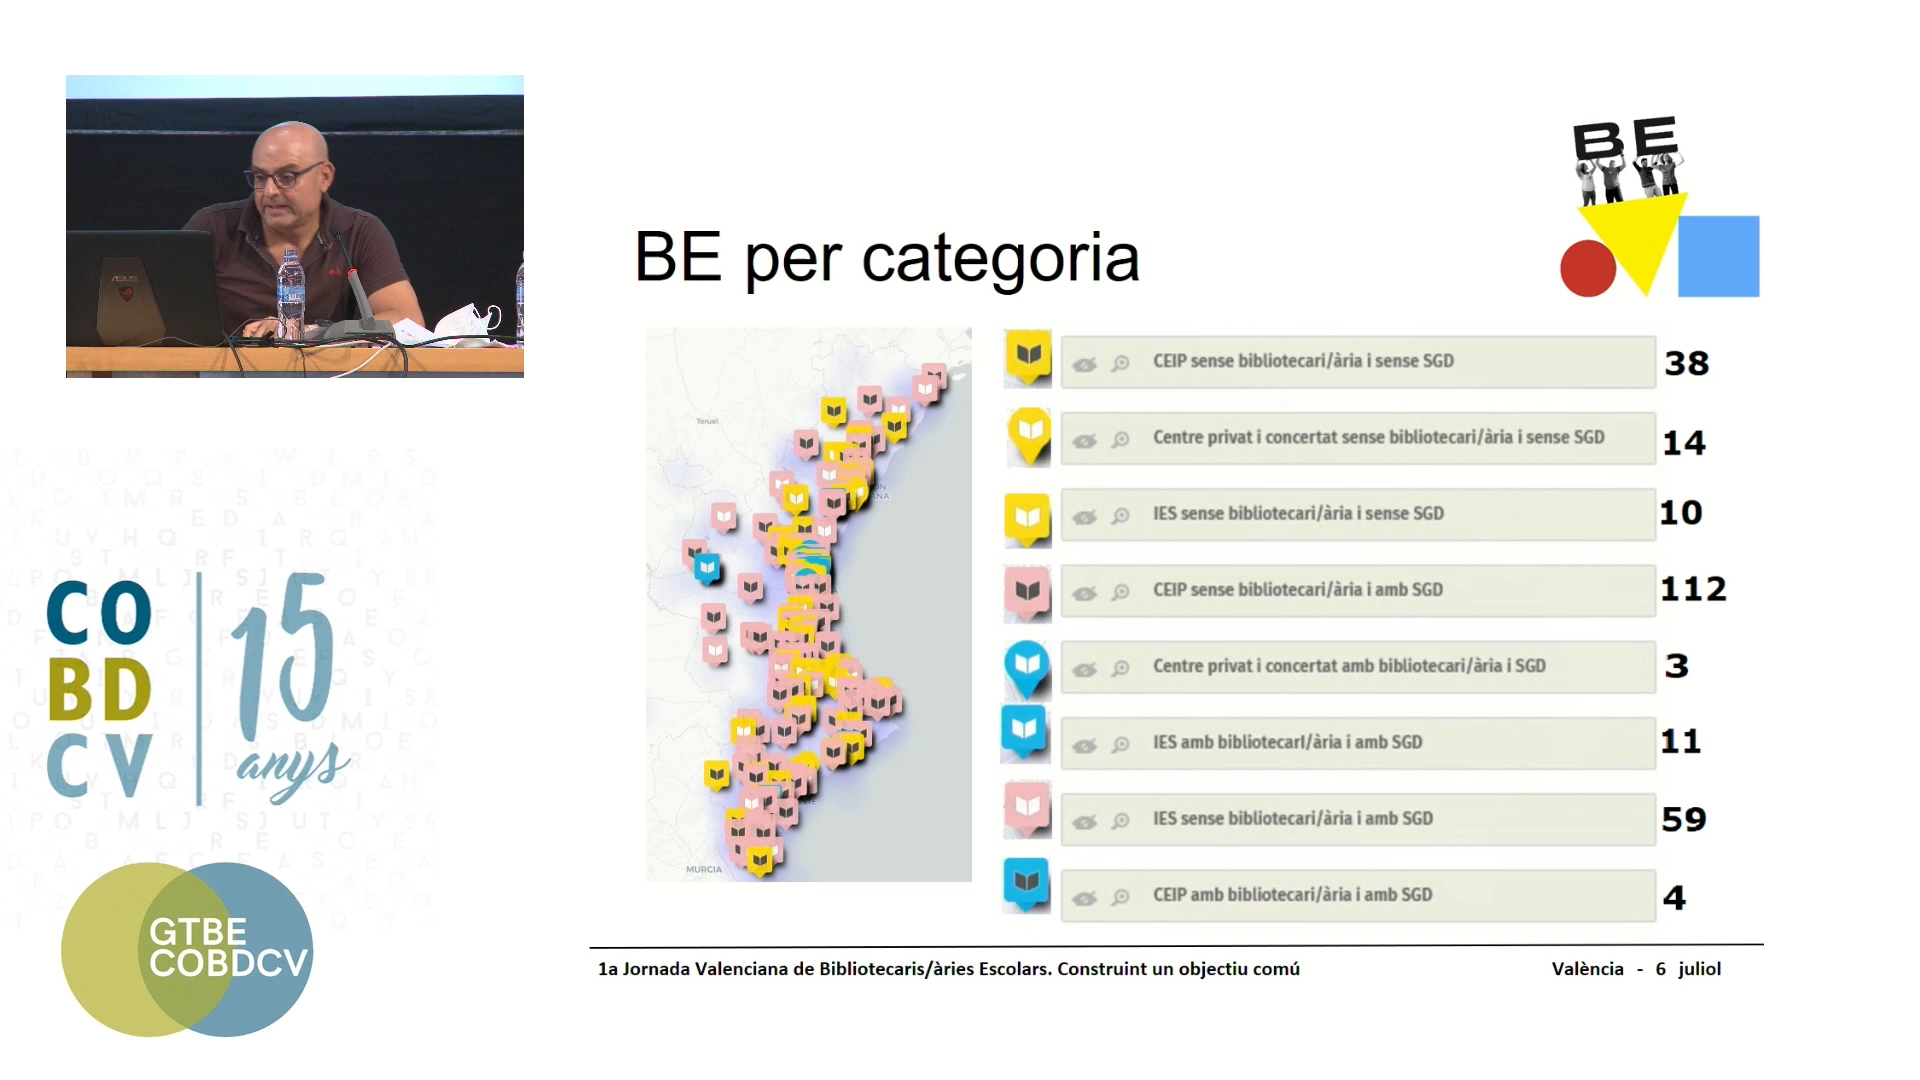 ASUS
BE
BE per categoria
Teruel
MURCIA
CEIP sense bibliotecari/ària i sense SGD
38
Centre privat i concertat sense bibliotecari/ària i sense SGD
14
IES sense bibliotecari/ària i sense SGD
10
CEIP sense bibliotecari/ària i amb SGD
112
Centre privat i concertat amb bibliotecari/ària i SGD
3
IES amb bibliotecarI/ària i amb SGD
11
IES sense bibliotecari/ària i amb SGD
59
CEIP amb bibliotecari/ària i amb SGD
4
CO
BD
CV
15
anys
GTBE
COBDCV
1a Jornada Valenciana de Bibliotecaris/àries Escolars. Construint un objectiu comú
València - 6 juliol